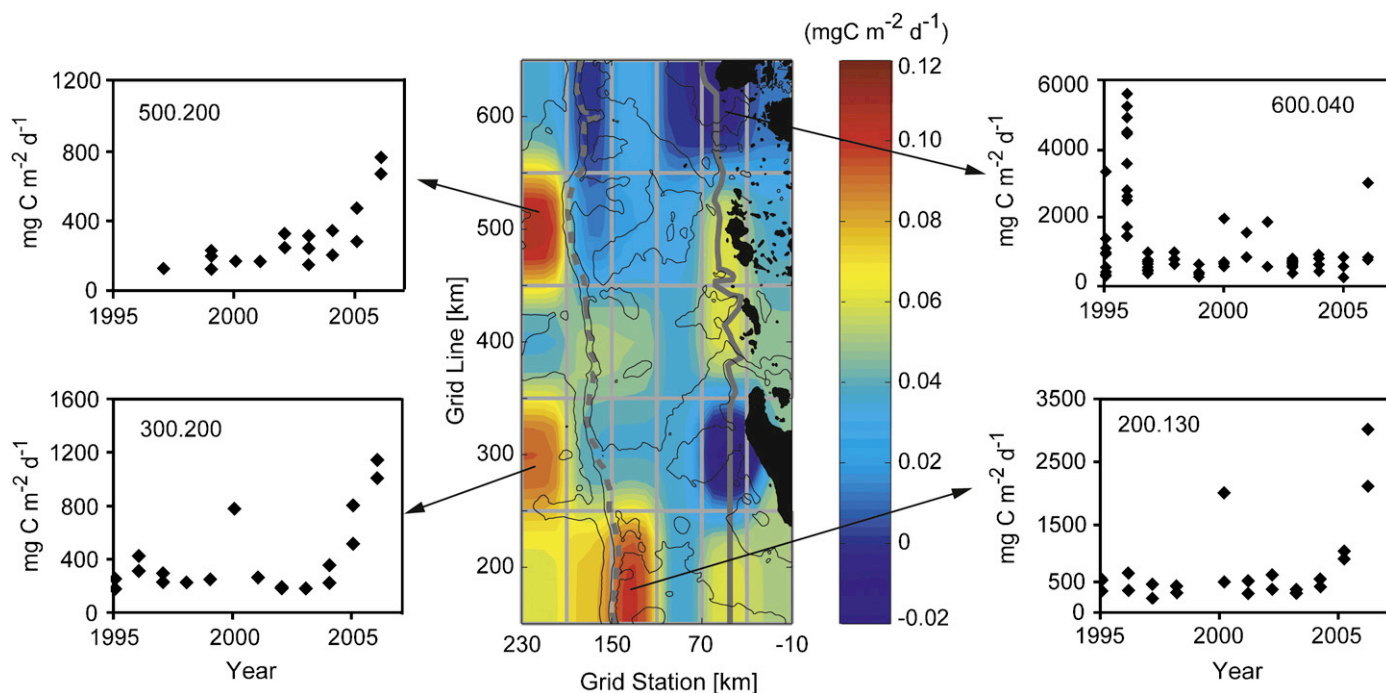 (mgC m⁻² d⁻¹)
500.200
mg C m⁻² d⁻¹
1200
800
400
0
1995 2000 2005
300.200
mg C m⁻² d⁻¹
1600
1200
800
400
0
1995 2000 2005
Year
Grid Line [km]
600
500
400
300
200
230 150 70 -10
Grid Station [km]
0.12
0.10
0.08
0.06
0.04
0.02
0
-0.02
600.040
mg C m⁻² d⁻¹
6000
5000
4000
3000
2000
1000
0
1995 2000 2005
200.130
mg C m⁻² d⁻¹
3500
2500
1500
500
0
1995 2000 2005
Year